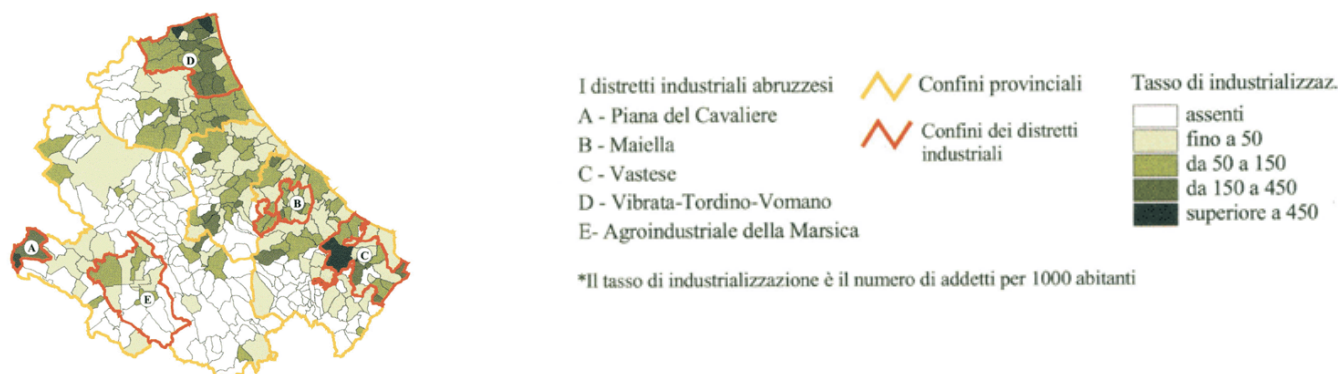 D
B
A
C
E
I distretti industriali abruzzesi
A - Piana del Cavaliere
B - Maiella
C - Vastese
D - Vibrata-Tordino-Vomano
E- Agroindustriale della Marsica
*Il tasso di industrializzazione è il numero di addetti per 1000 abitanti
Confini provinciali
Confini dei distretti
industriali
Tasso di industrializzaz.
assenti
fino a 50
da 50 a 150
da 150 a 450
superiore a 450